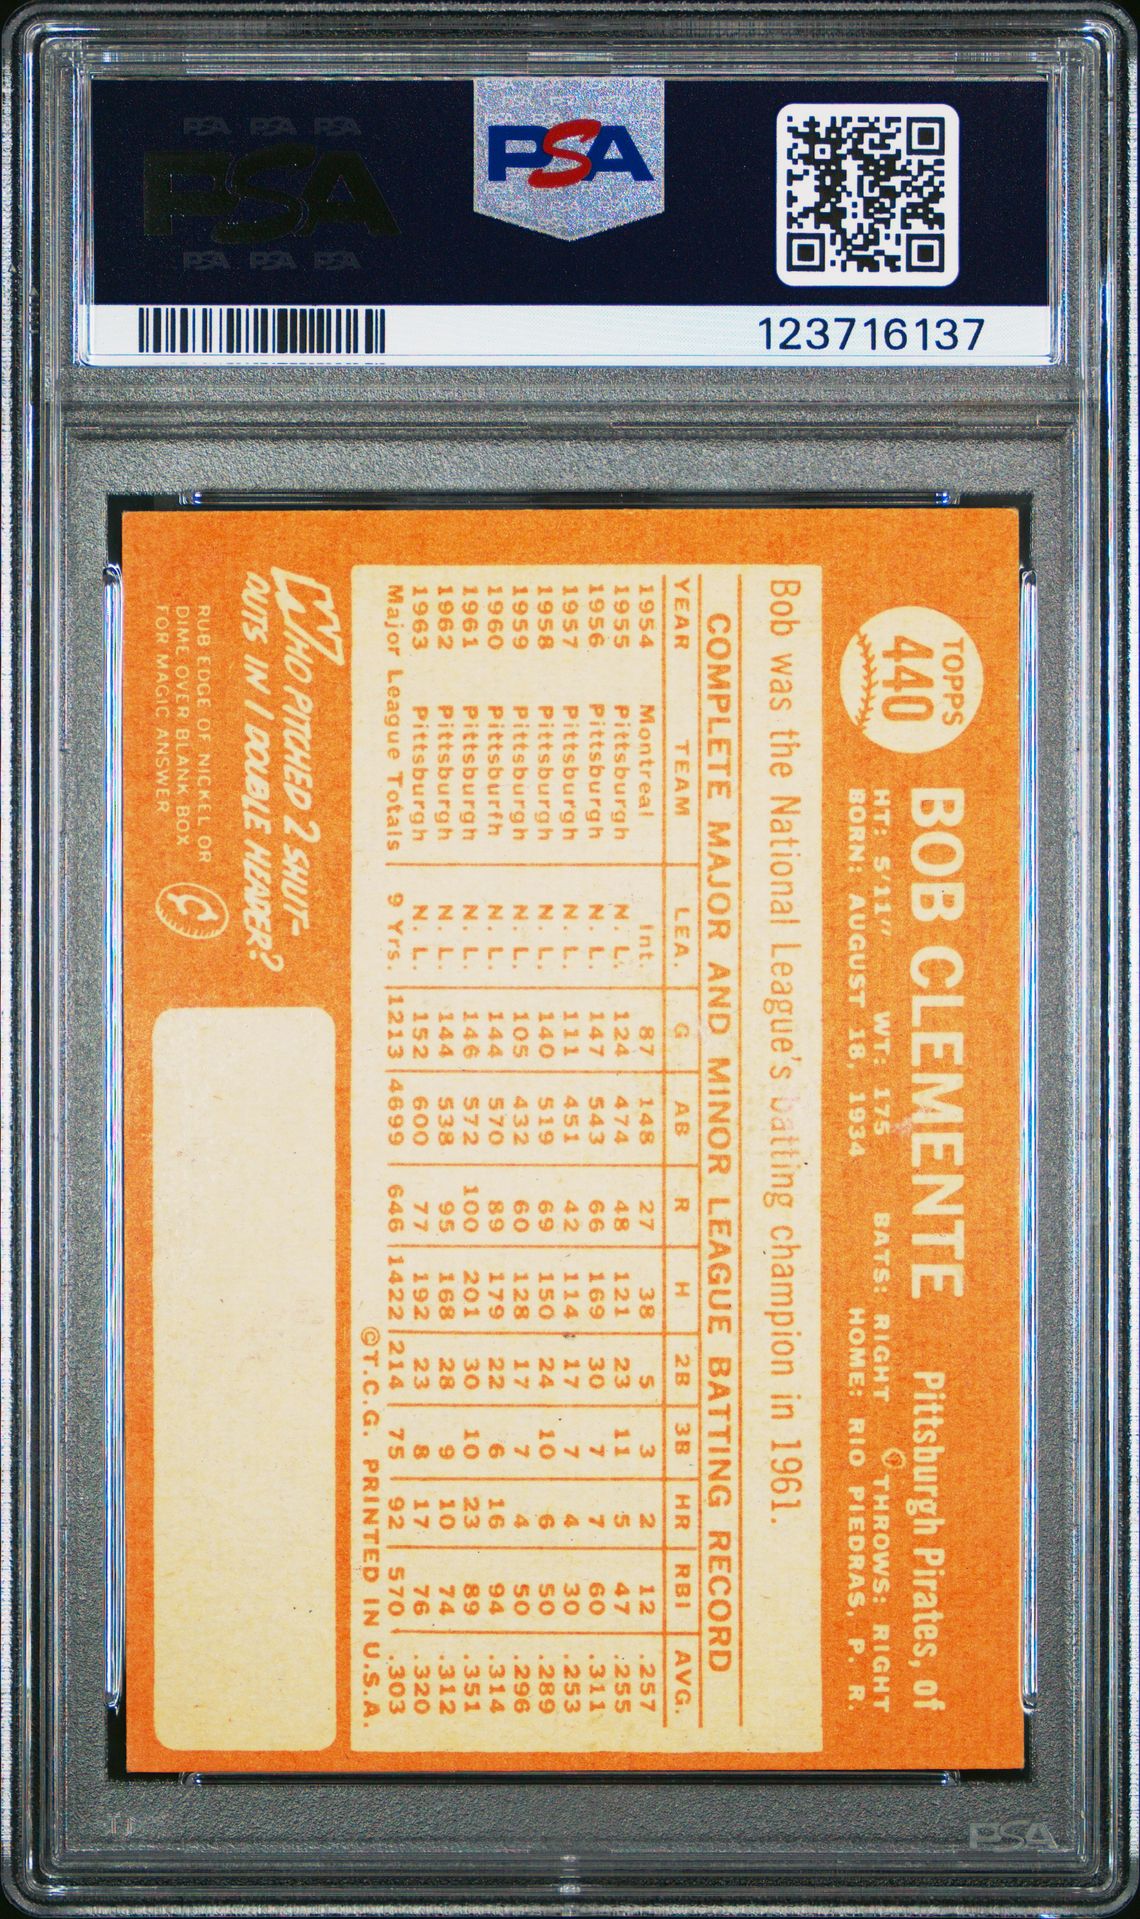 PSA PSA PSA
PSA
PSA PSA PSA
PSA
123716137
TOPPS
440
BOB CLEMENTE Pittsburgh Pirates, of
HT: 5'11" WT: 175 BATS: RIGHT THROWS: RIGHT
BORN: AUGUST 18, 1934 HOME: RIO PIEDRAS, P. R.
Bob was the National League's batting champion in 1961.
COMPLETE MAJOR AND MINOR LEAGUE BATTING RECORD
YEAR TEAM LEA. G AB R H 2B 3B HR RBI AVG.
1954 Montreal Int. 87 148 27 38 5 3 2 12 .257
1955 Pittsburgh N. L. 124 474 48 121 23 11 5 47 .255
1956 Pittsburgh N. L. 147 543 66 169 30 7 7 60 .311
1957 Pittsburgh N. L. 111 451 42 114 17 7 4 30 .253
1958 Pittsburgh N. L. 140 519 69 150 24 10 6 50 .289
1959 Pittsburgh N. L. 105 432 60 128 17 7 4 50 .296
1960 Pittsburfh N. L. 144 570 89 179 22 6 16 94 .314
1961 Pittsburgh N. L. 146 572 100 201 30 10 23 89 .351
1962 Pittsburgh N. L. 144 538 95 168 28 9 10 74 .312
1963 Pittsburgh N. L. 152 600 77 192 23 8 17 76 .320
Major League Totals 9 Yrs. 1213 4699 646 1422 214 75 92 570 .303
©T.C.G. PRINTED IN U.S.A.
WHO PITCHED 2 SHUT-
OUTS IN 1 DOUBLE HEADER?
RUB EDGE OF NICKEL OR
DIME OVER BLANK BOX
FOR MAGIC ANSWER
PSA